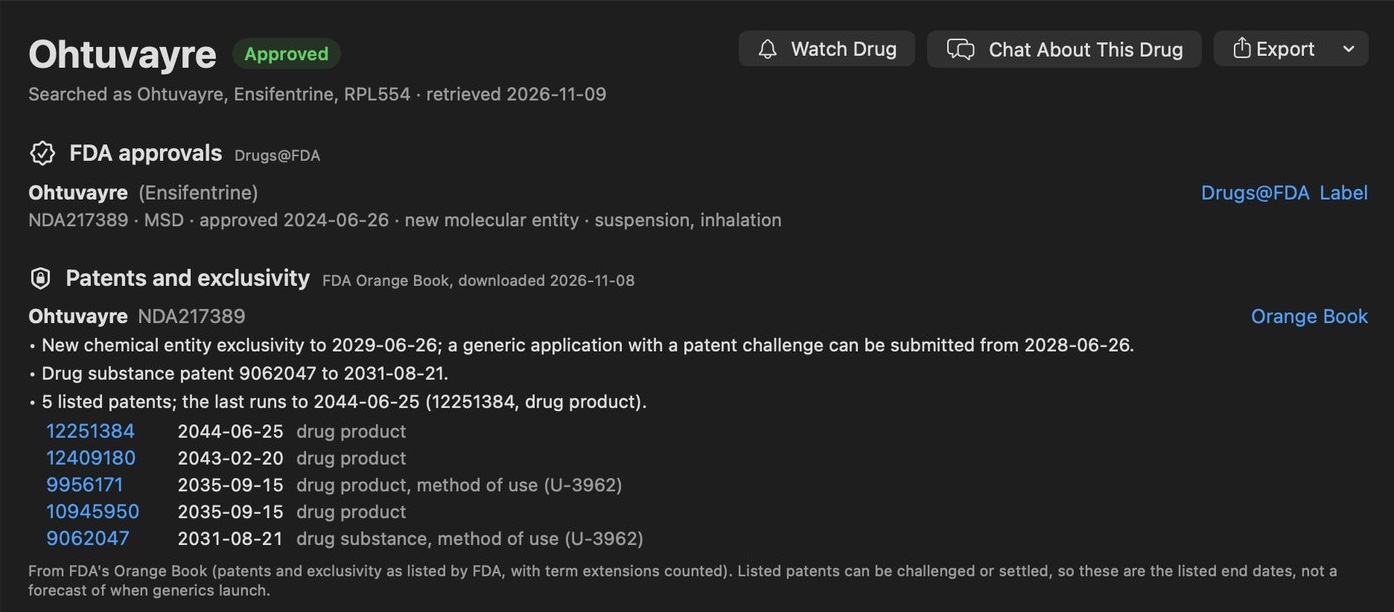 Ohtuvayre Approved Watch Drug Chat About This Drug Export
Searched as Ohtuvayre, Ensifentrine, RPL554 · retrieved 2026-11-09
FDA approvals Drugs@FDA
Ohtuvayre (Ensifentrine) Drugs@FDA Label
NDA217389 · MSD · approved 2024-06-26 · new molecular entity · suspension, inhalation
Patents and exclusivity FDA Orange Book, downloaded 2026-11-08
Ohtuvayre NDA217389 Orange Book
• New chemical entity exclusivity to 2029-06-26; a generic application with a patent challenge can be submitted from 2028-06-26.
• Drug substance patent 9062047 to 2031-08-21.
• 5 listed patents; the last runs to 2044-06-25 (12251384, drug product).
12251384 2044-06-25 drug product
12409180 2043-02-20 drug product
9956171 2035-09-15 drug product, method of use (U-3962)
10945950 2035-09-15 drug product
9062047 2031-08-21 drug substance, method of use (U-3962)
From FDA's Orange Book (patents and exclusivity as listed by FDA, with term extensions counted). Listed patents can be challenged or settled, so these are the listed end dates, not a
forecast of when generics launch.